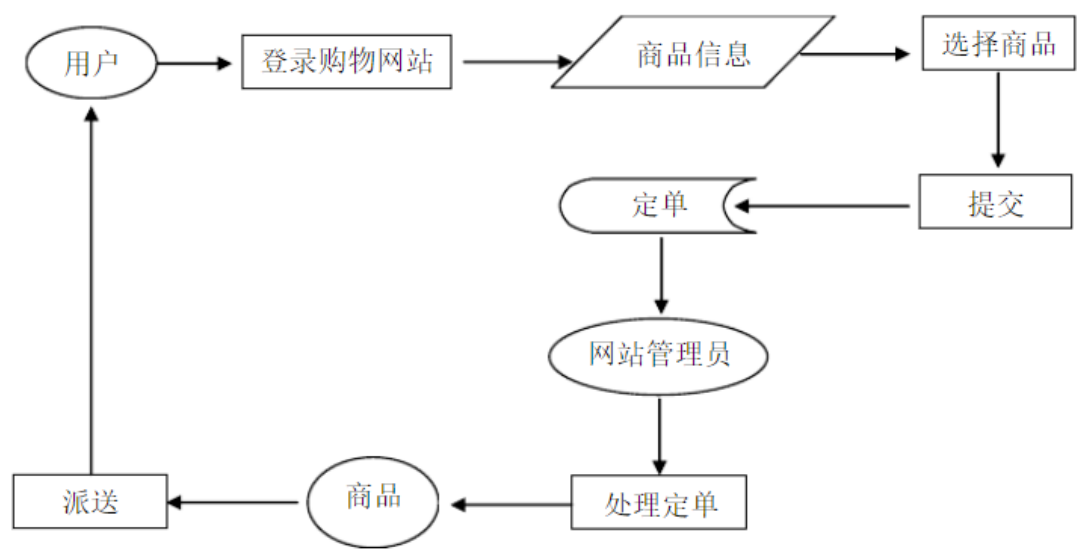 用户
登录购物网站
商品信息
选择商品
提交
定单
网站管理员
处理定单
商品
派送